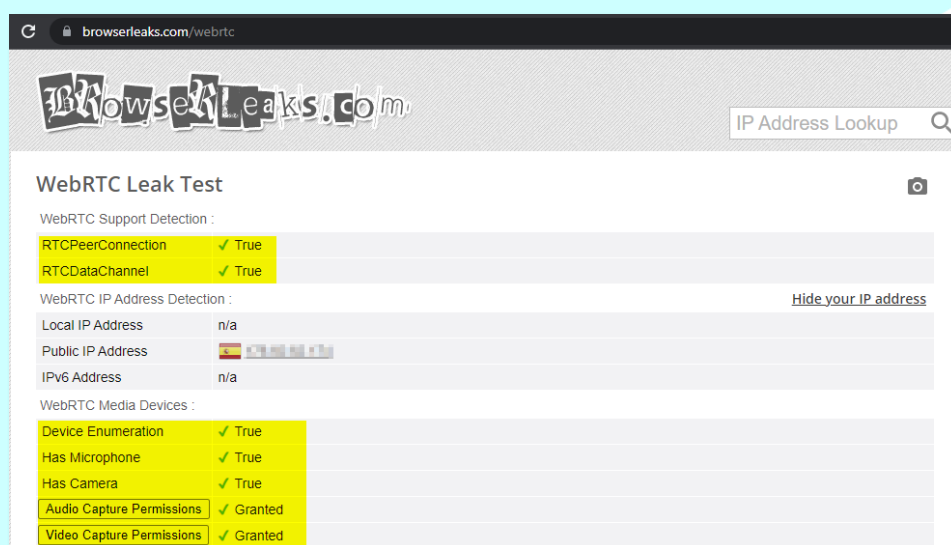 browserleaks.com/webrtc
BROwSeRLeaks.com
IP Address Lookup
WebRTC Leak Test
WebRTC Support Detection :
RTCPeerConnection ✓ True
RTCDataChannel ✓ True
WebRTC IP Address Detection : Hide your IP address
Local IP Address n/a
Public IP Address
IPv6 Address n/a
WebRTC Media Devices :
Device Enumeration ✓ True
Has Microphone ✓ True
Has Camera ✓ True
Audio Capture Permissions ✓ Granted
Video Capture Permissions ✓ Granted